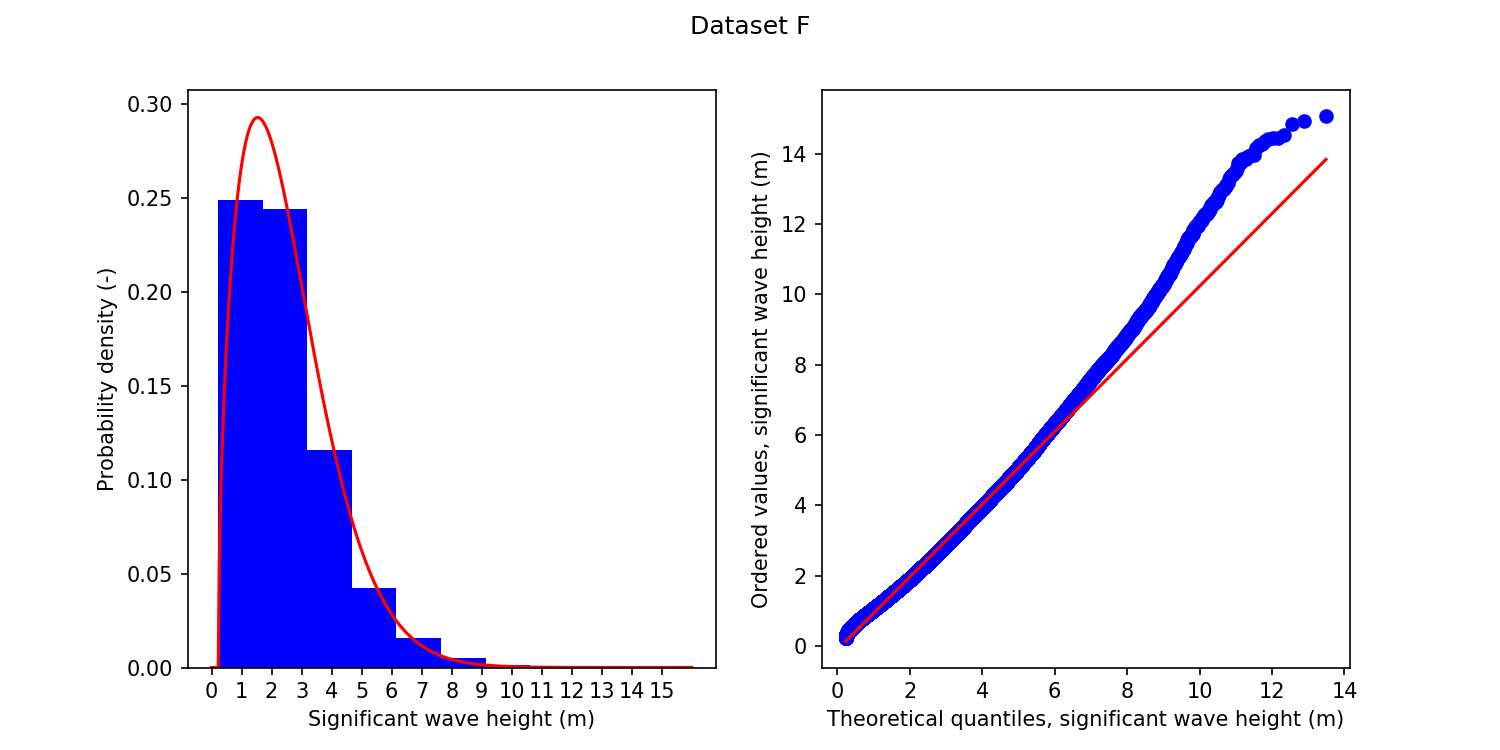 Dataset F
Probability density (-)
0.30
0.25
0.20
0.15
0.10
0.05
0.00
0 1 2 3 4 5 6 7 8 9 10 11 12 13 14 15
Significant wave height (m)
Ordered values, significant wave height (m)
14
12
10
8
6
4
2
0
0 2 4 6 8 10 12 14
Theoretical quantiles, significant wave height (m)